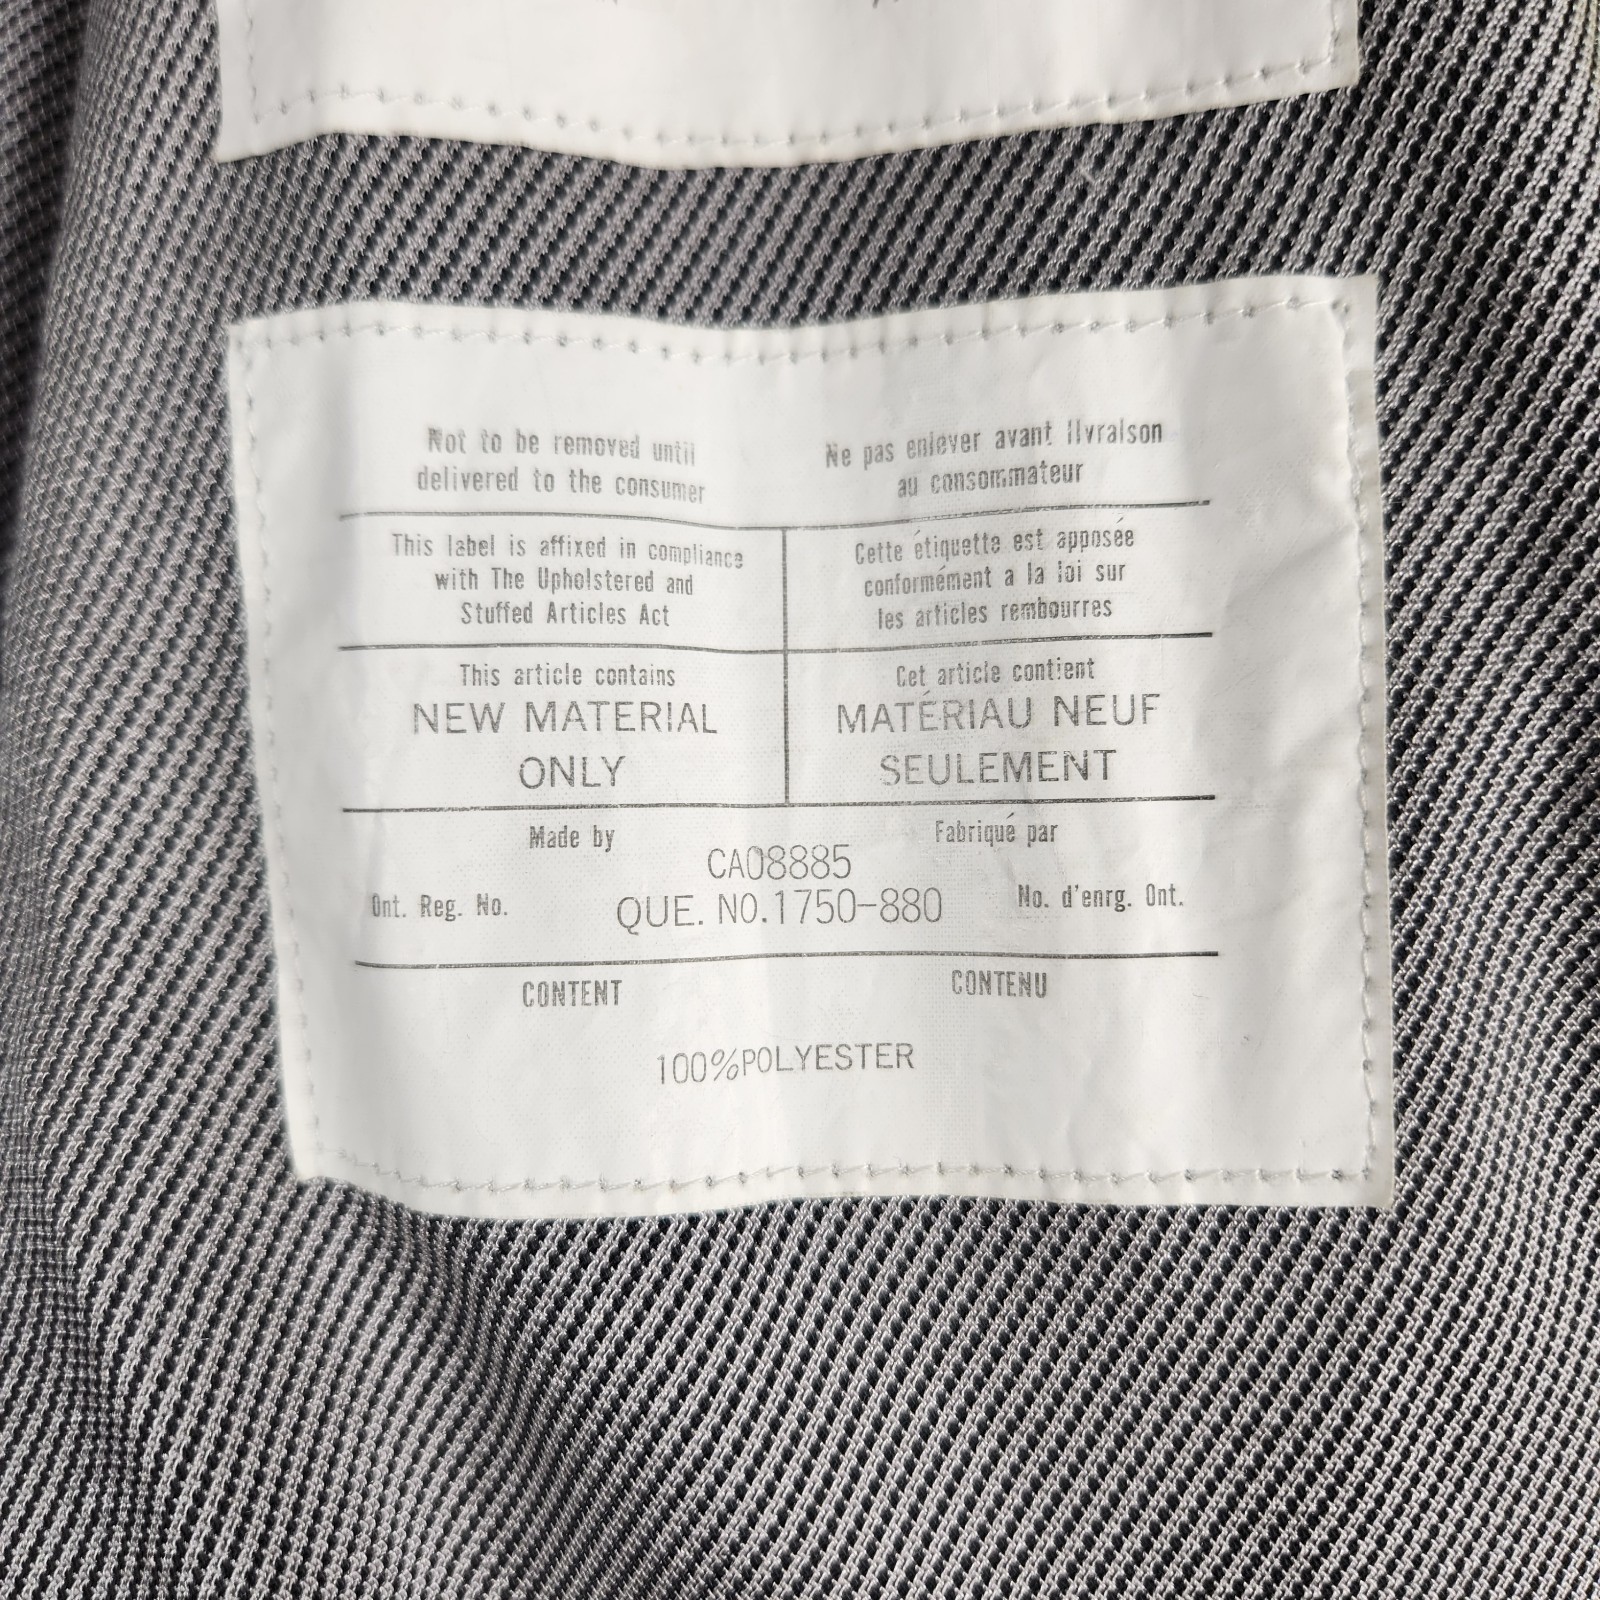 Not to be removed until
delivered to the consumer
Ne pas enlever avant livraison
au consommateur
This label is affixed in compliance
with The Upholstered and
Stuffed Articles Act
Cette étiquette est apposée
conformément a la loi sur
les articles rembourres
This article contains
NEW MATERIAL
ONLY
Cet article contient
MATÉRIAU NEUF
SEULEMENT
Made by
Fabriqué par
CA08885
Ont. Reg. No.
QUE. NO.1750-880
No. d'enrg. Ont.
CONTENT
CONTENU
100%POLYESTER